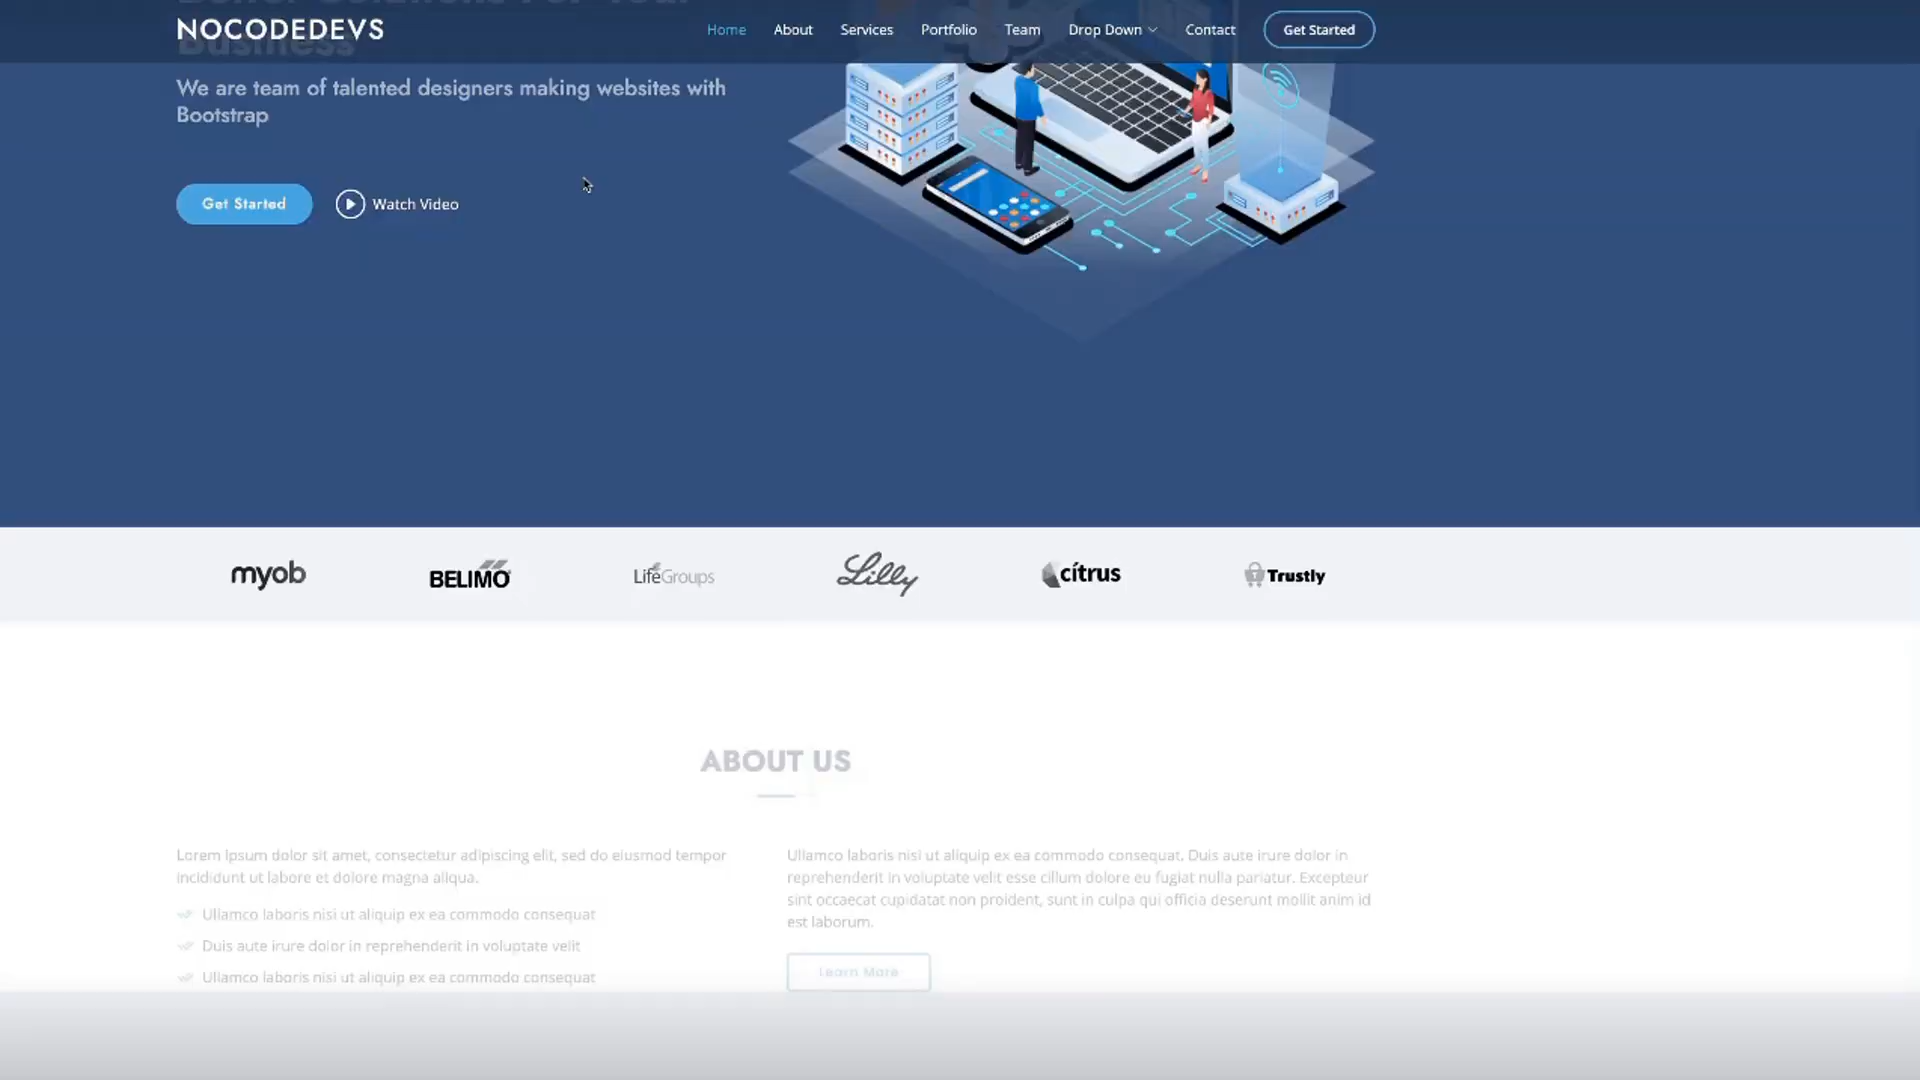 Better Solutions For Your
Business
NOCODEDEVS
Home
About
Services
Portfolio
Team
Drop Down
Contact
Get Started
We are team of talented designers making websites with
Bootstrap
Get Started
Watch Video
myob
BELIMO
LifeGroups
Lilly
citrus
Trustly
ABOUT US
Lorem ipsum dolor sit amet, consectetur adipiscing elit, sed do eiusmod tempor
incididunt ut labore et dolore magna aliqua.
Ullamco laboris nisi ut aliquip ex ea commodo consequat
Duis aute irure dolor in reprehenderit in voluptate velit
Ullamco laboris nisi ut aliquip ex ea commodo consequat
Ullamco laboris nisi ut aliquip ex ea commodo consequat. Duis aute irure dolor in
reprehenderit in voluptate velit esse cillum dolore eu fugiat nulla pariatur. Excepteur
sint occaecat cupidatat non proident, sunt in culpa qui officia deserunt mollit anim id
est laborum.
Learn More